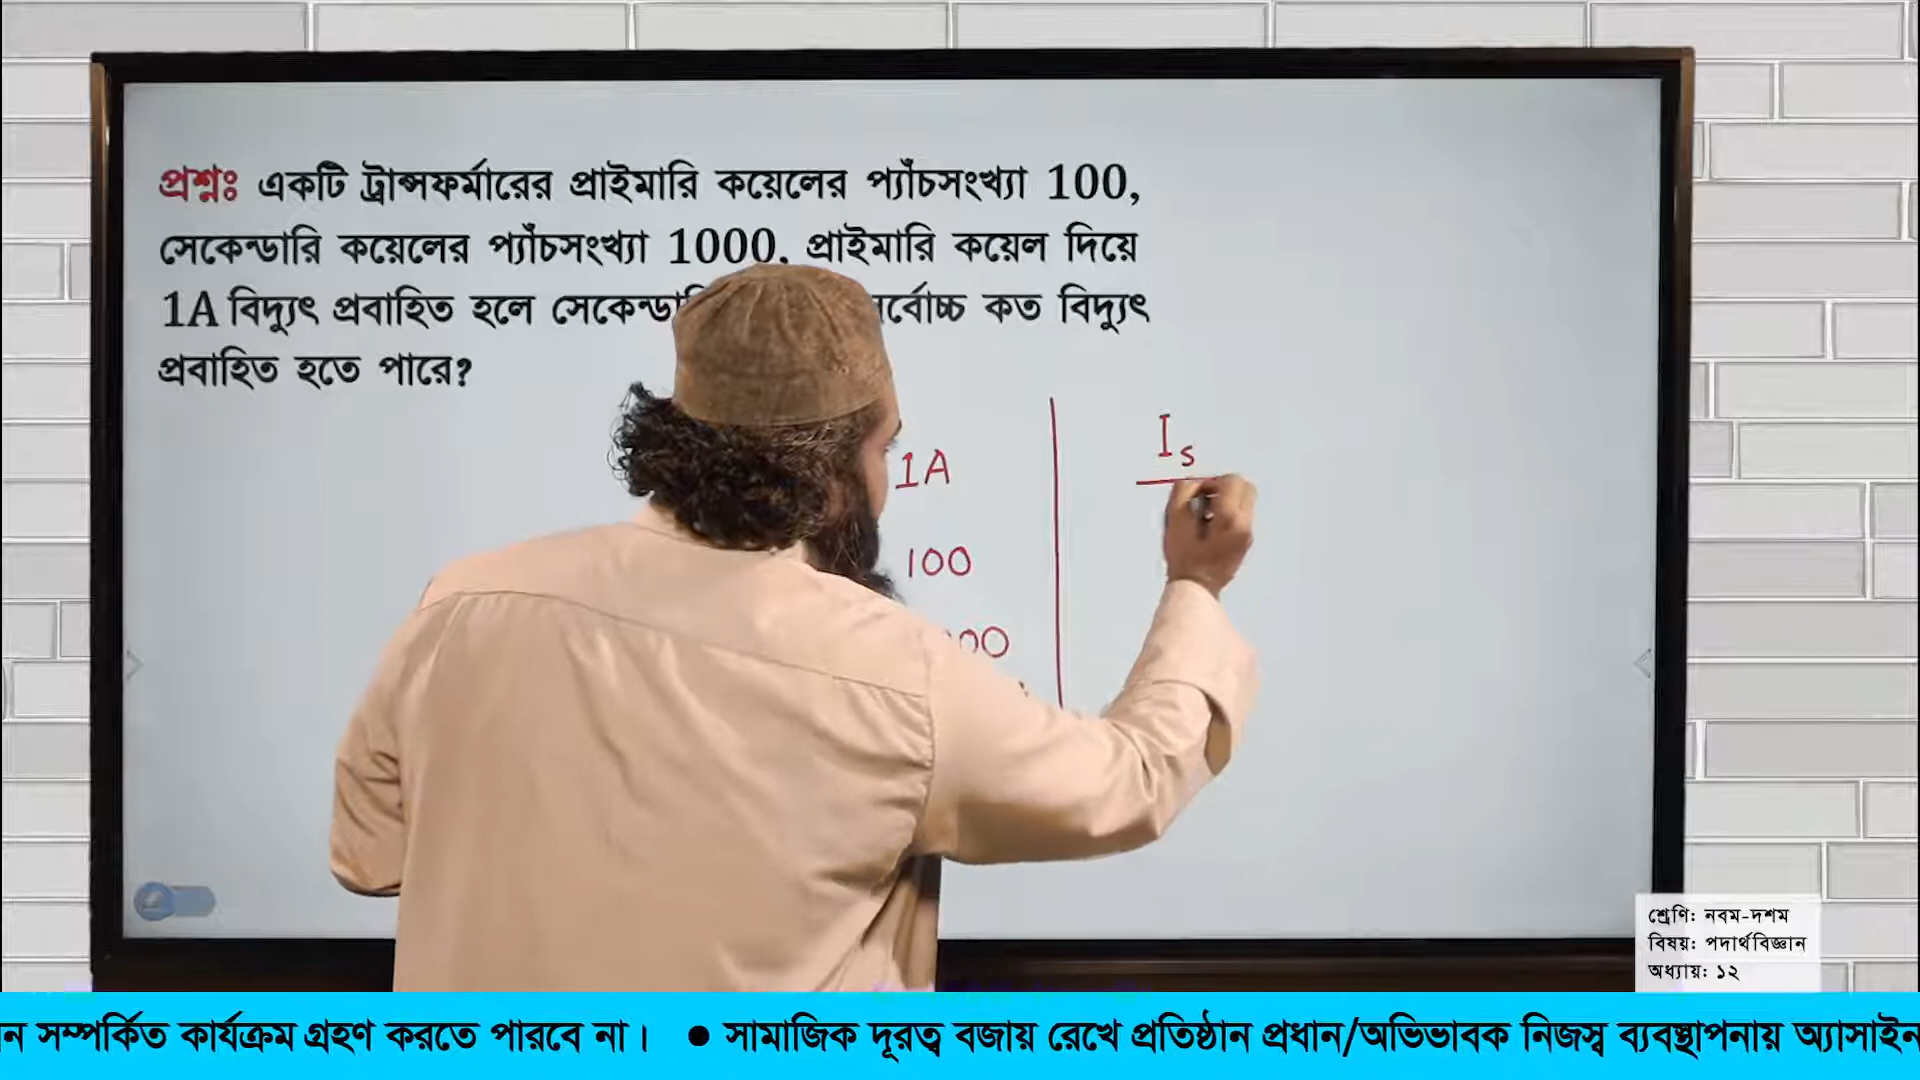 প্রশ্নঃ একটি ট্রান্সফর্মারের প্রাইমারি কয়েলের প্যাঁচসংখ্যা 100,
সেকেন্ডারি কয়েলের প্যাঁচসংখ্যা 1000. প্রাইমারি কয়েল দিয়ে
1A বিদ্যুৎ প্রবাহিত হলে কত বিদ্যুৎ
প্রবাহিত হতে পারে?
1A
100
I_s
শ্রেণি: নবম-দশম
বিষয়: পদার্থবিজ্ঞান
অধ্যায়: ১২
সম্পর্কিত কার্যক্রম গ্রহণ করতে পারবে না। ● সামাজিক দূরত্ব বজায় রেখে প্রতিষ্ঠান প্রধান/অভিভাবক নিজস্ব ব্যবস্থাপনায়